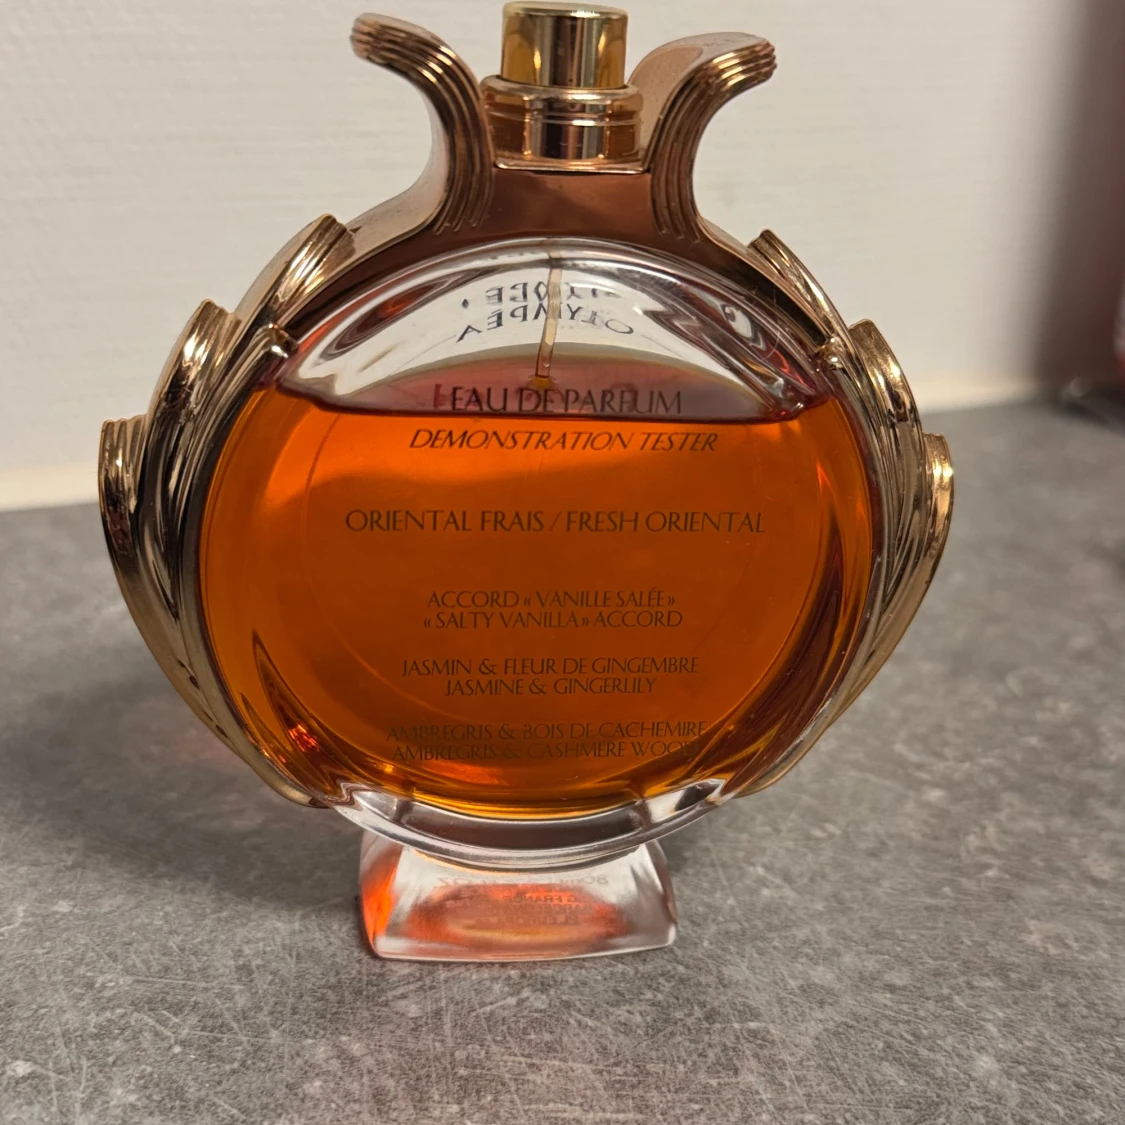 OLYMPÉA
EAU DE PARFUM
DEMONSTRATION TESTER
ORIENTAL FRAIS / FRESH ORIENTAL
ACCORD « VANILLE SALÉE »
« SALTY VANILLA » ACCORD
JASMIN & FLEUR DE GINGEMBRE
JASMINE & GINGERLILY
AMBREGRIS & BOIS DE CACHEMIRE
AMBREGRIS & CASHMERE WOOD